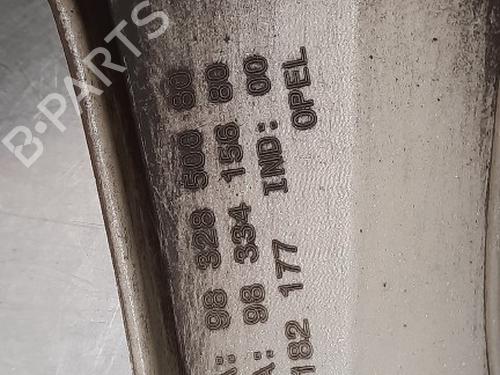 A: 98 328 500 80
A: 98 334 156 80
182 177 IND: 00
OPEL
B-PARTS